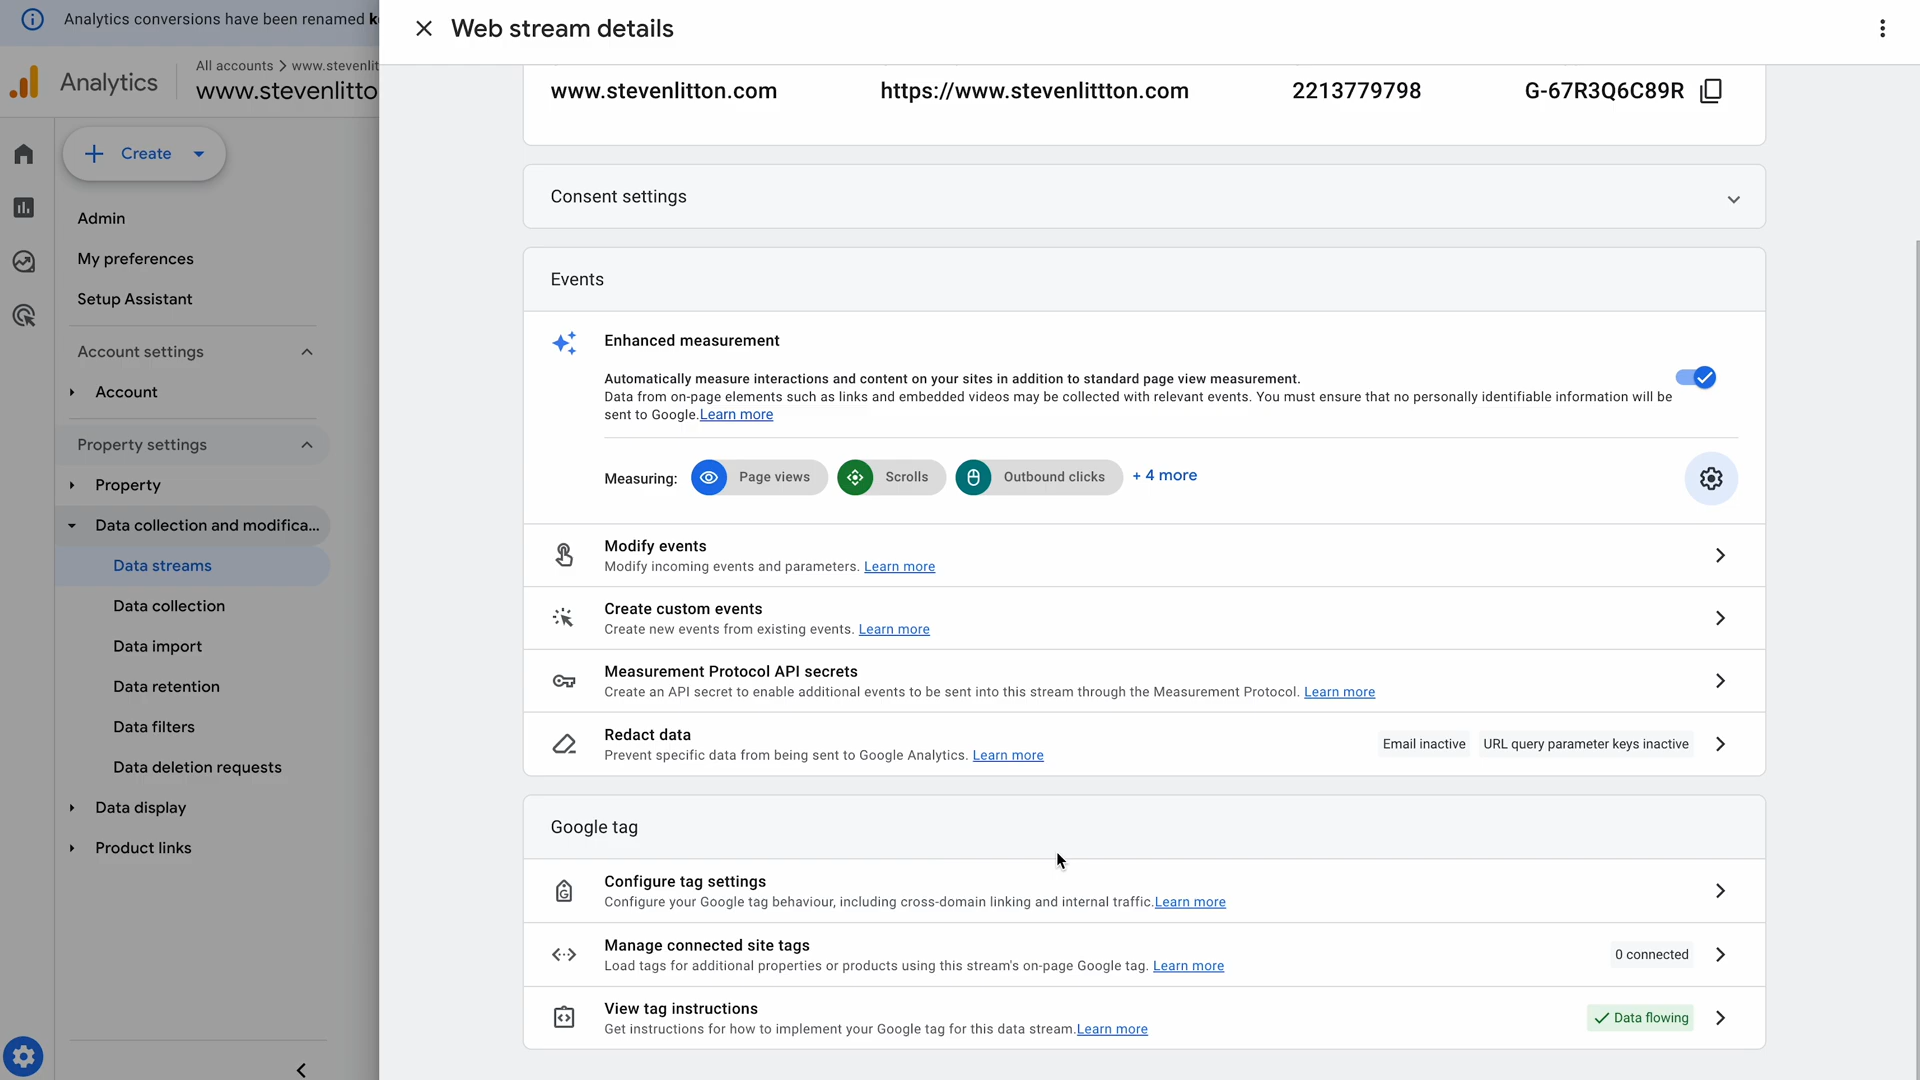 Analytics conversions have been renamed k
Web stream details
Analytics
All accounts > www.stevenlit
www.stevenlitto
www.stevenlitton.com
https://www.stevenlittton.com
2213779798
G-67R3Q6C89R
Create
Admin
My preferences
Setup Assistant
Account settings
Account
Property settings
Property
Data collection and modifica...
Data streams
Data collection
Data import
Data retention
Data filters
Data deletion requests
Data display
Product links
Consent settings
Events
Enhanced measurement
Automatically measure interactions and content on your sites in addition to standard page view measurement.
Data from on-page elements such as links and embedded videos may be collected with relevant events. You must ensure that no personally identifiable information will be
sent to Google.Learn more
Measuring: Page views Scrolls Outbound clicks + 4 more
Modify events
Modify incoming events and parameters. Learn more
Create custom events
Create new events from existing events. Learn more
Measurement Protocol API secrets
Create an API secret to enable additional events to be sent into this stream through the Measurement Protocol. Learn more
Redact data
Prevent specific data from being sent to Google Analytics. Learn more
Email inactive URL query parameter keys inactive
Google tag
Configure tag settings
Configure your Google tag behaviour, including cross-domain linking and internal traffic.Learn more
Manage connected site tags
Load tags for additional properties or products using this stream's on-page Google tag. Learn more
0 connected
View tag instructions
Get instructions for how to implement your Google tag for this data stream.Learn more
Data flowing